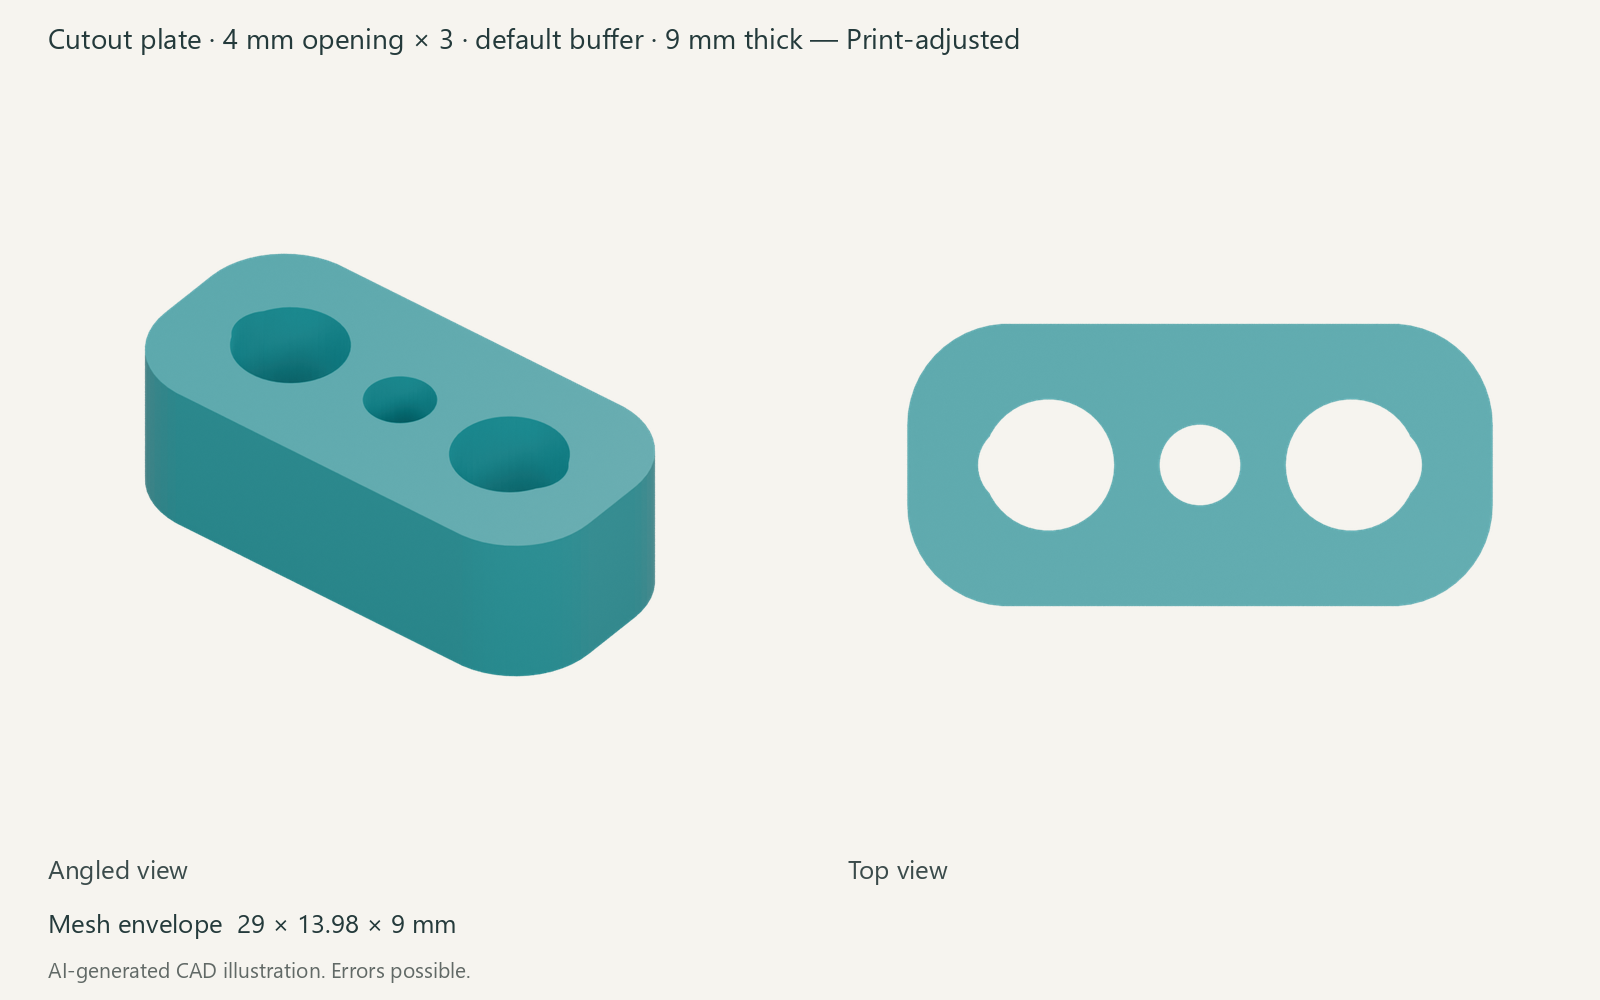 Cutout plate · 4 mm opening × 3 · default buffer · 9 mm thick — Print-adjusted
Angled view
Top view
Mesh envelope 29 × 13.98 × 9 mm
AI-generated CAD illustration. Errors possible.